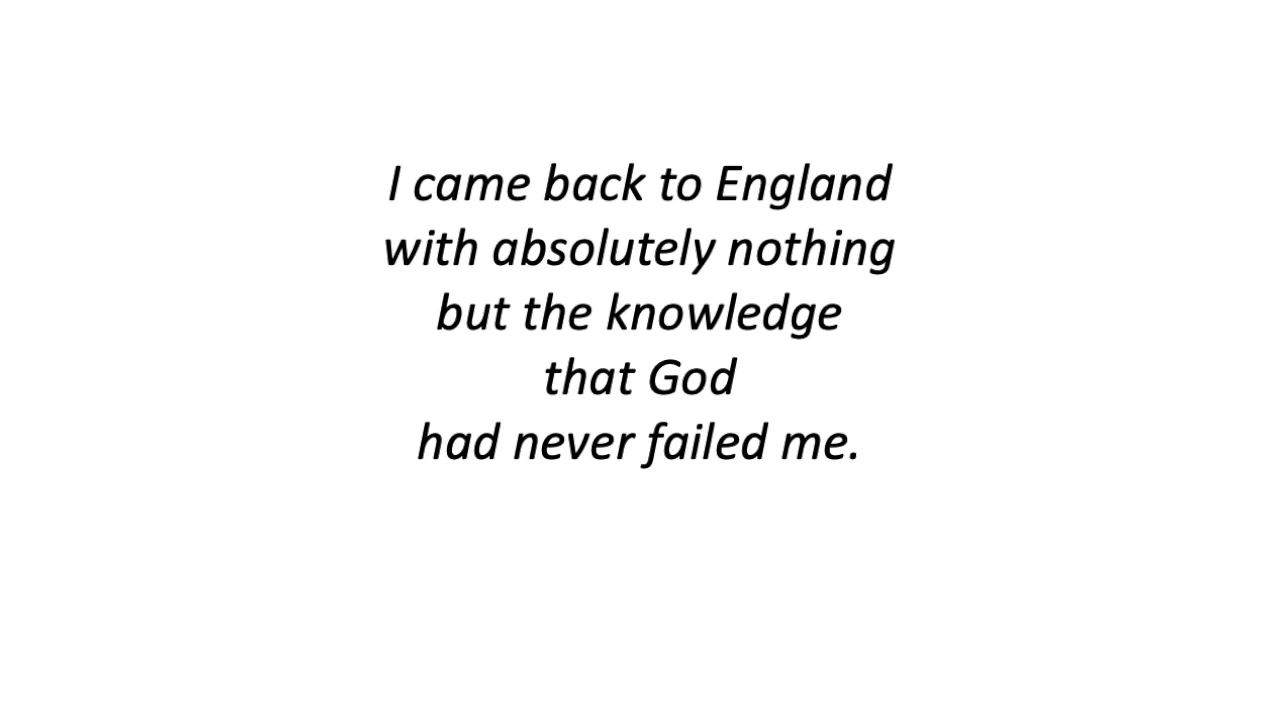 I came back to England
with absolutely nothing
but the knowledge
that God
had never failed me.